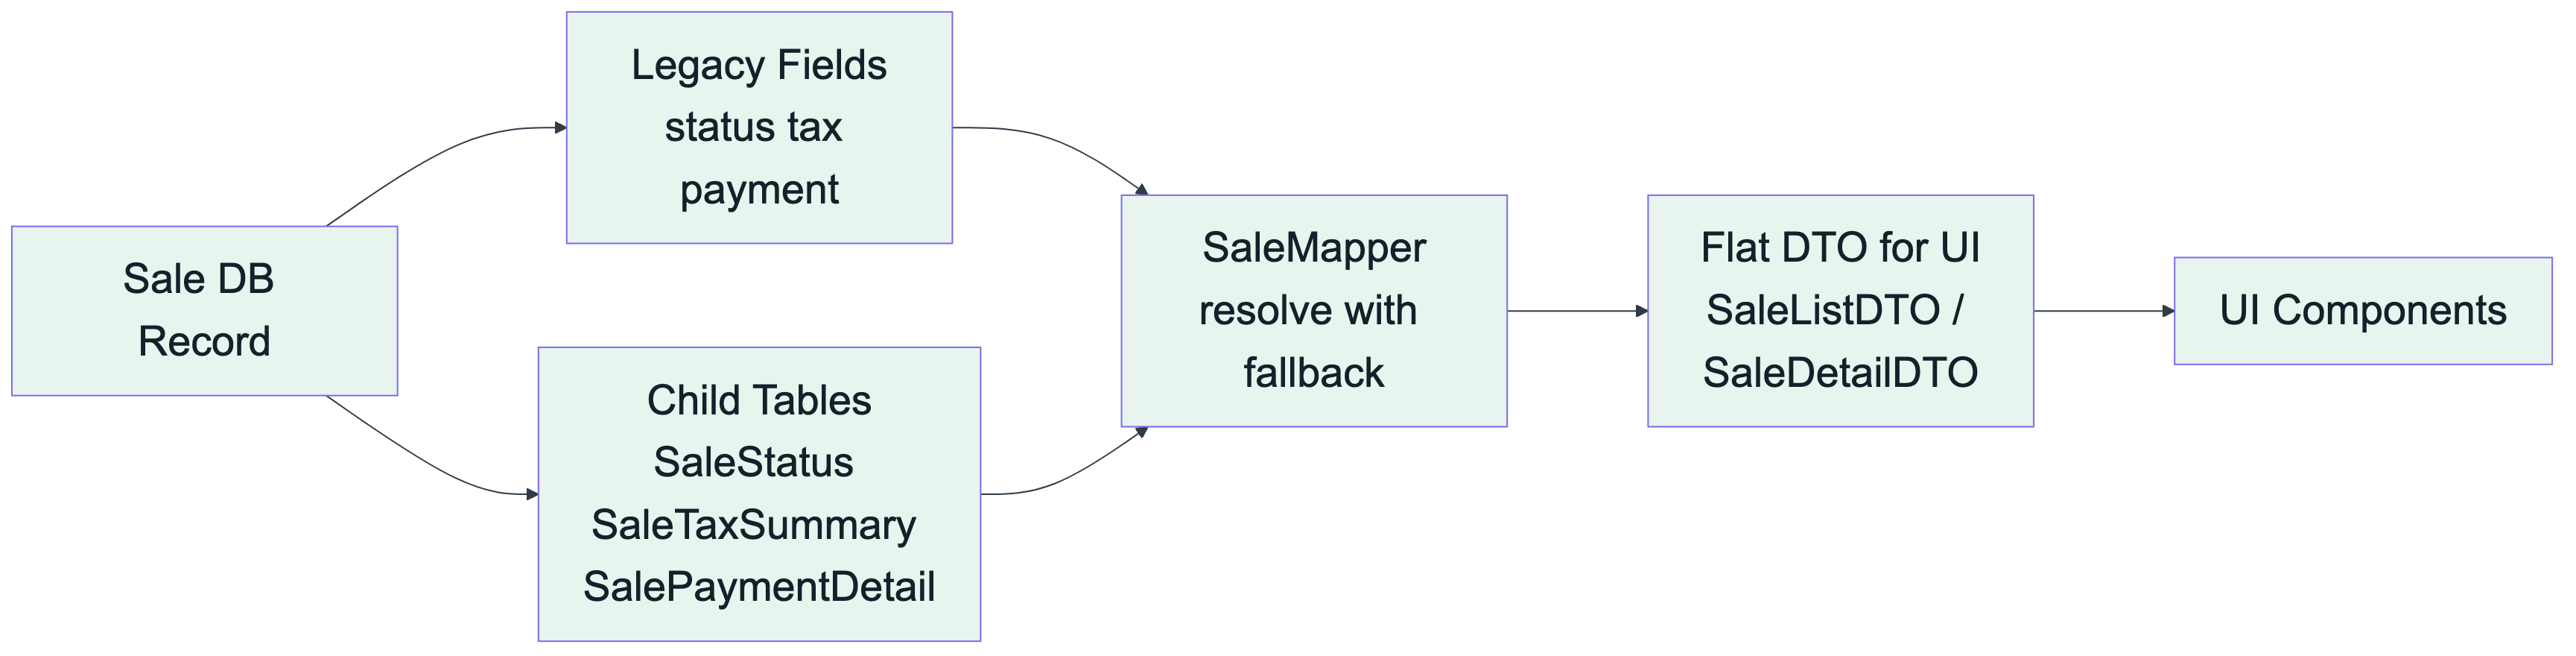 Sale DB
Record
Legacy Fields
status tax
payment
Child Tables
SaleStatus
SaleTaxSummary
SalePaymentDetail
SaleMapper
resolve with
fallback
Flat DTO for UI
SaleListDTO /
SaleDetailDTO
UI Components